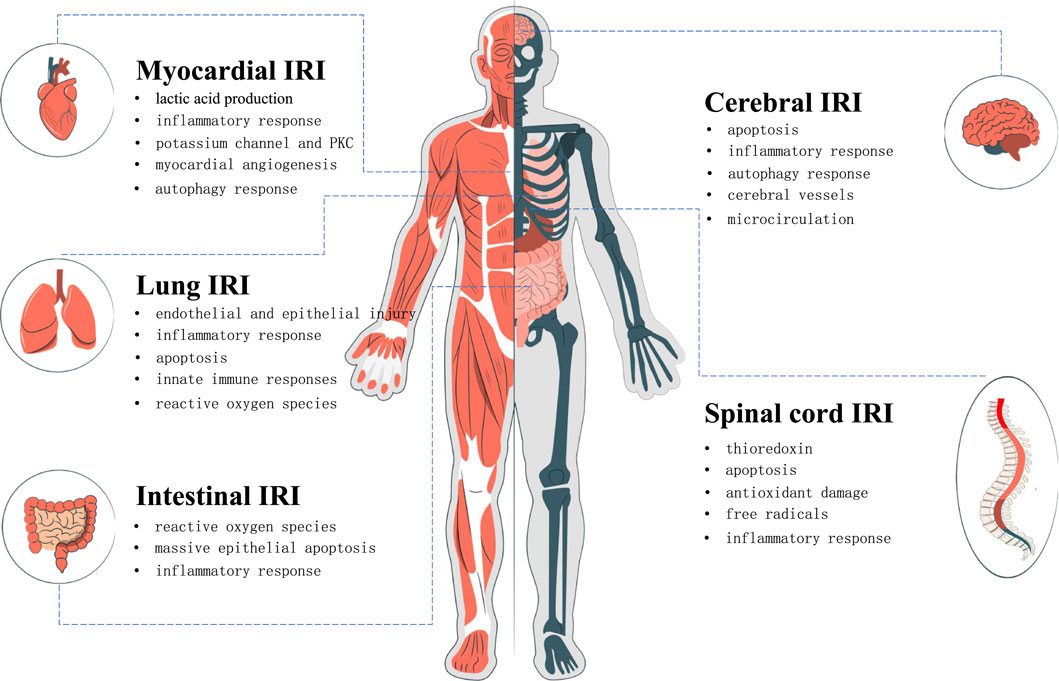 Myocardial IRI
• lactic acid production
• inflammatory response
• potassium channel and PKC
• myocardial angiogenesis
• autophagy response
Lung IRI
• endothelial and epithelial injury
• inflammatory response
• apoptosis
• innate immune responses
• reactive oxygen species
Intestinal IRI
• reactive oxygen species
• massive epithelial apoptosis
• inflammatory response
Cerebral IRI
• apoptosis
• inflammatory response
• autophagy response
• cerebral vessels
• microcirculation
Spinal cord IRI
• thioredoxin
• apoptosis
• antioxidant damage
• free radicals
• inflammatory response